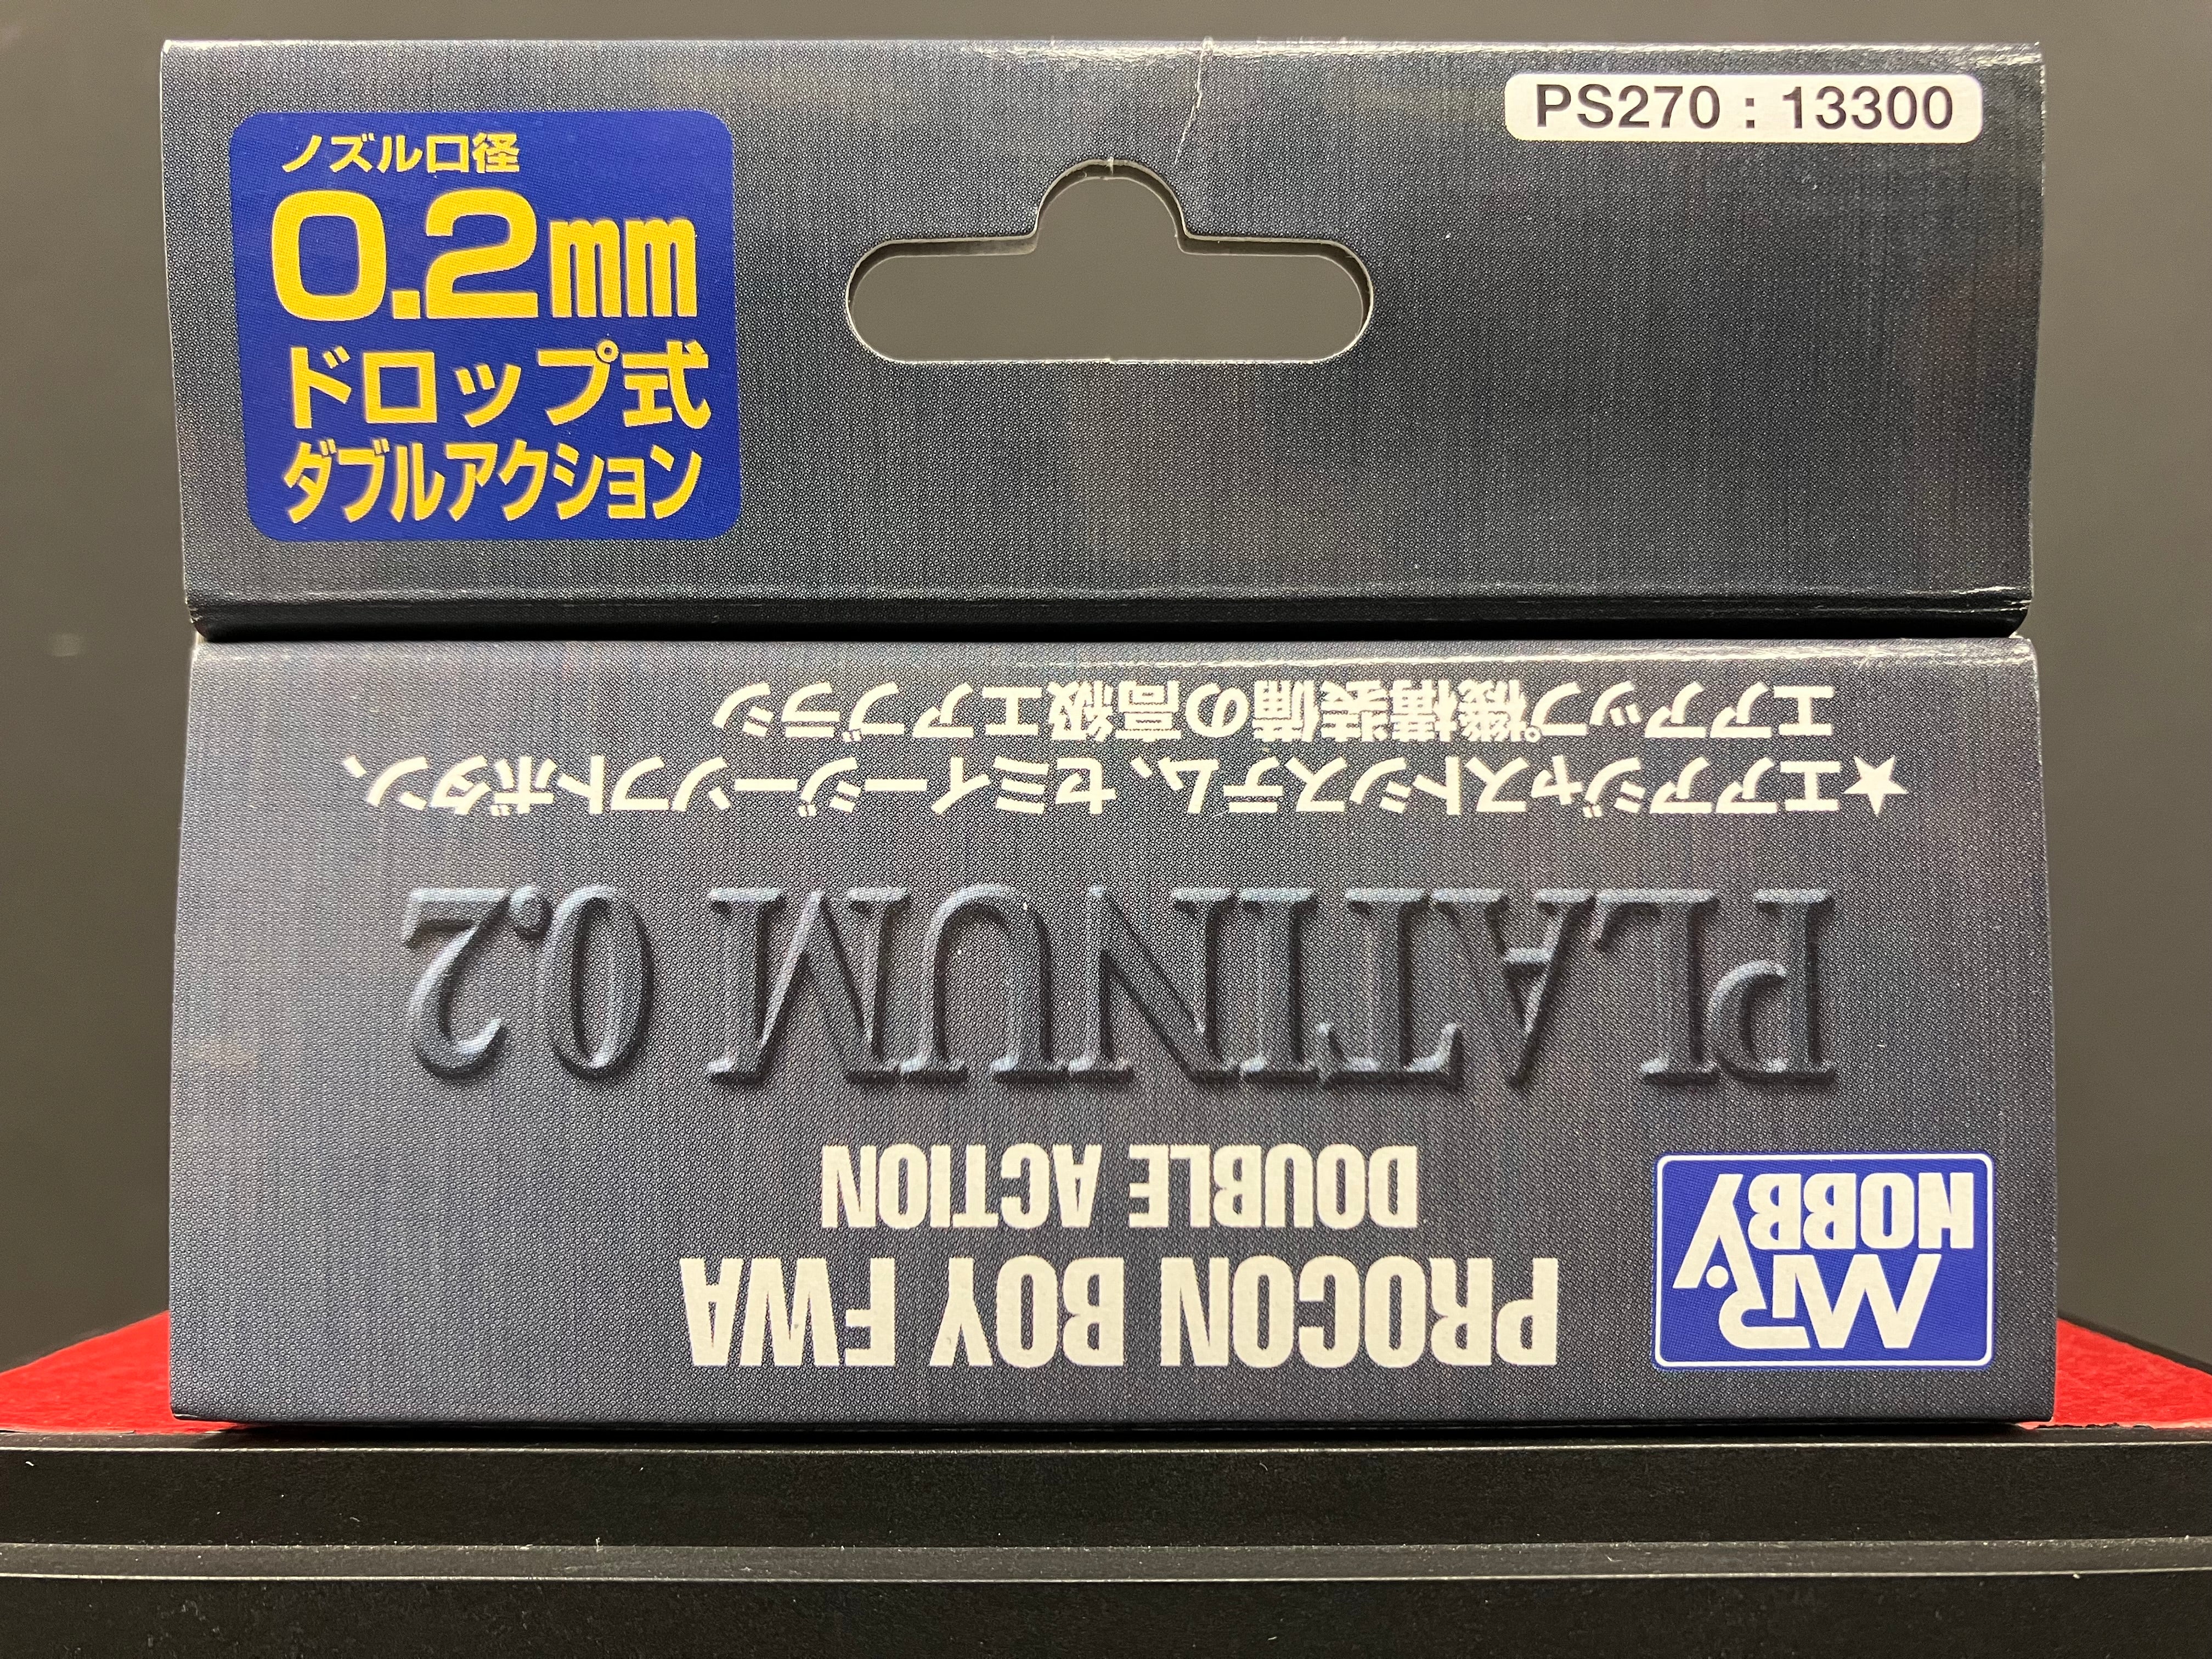 PS270 : 13300
ノズル口径
0.2mm
ドロップ式
ダブルアクション
Mr.
HOBBY
PROCON BOY FWA
DOUBLE ACTION
PLATINUM 0.2
★エアアジャストシステム、セミイージーソフトボタン、
エアアップ機構装備の高級エアブラシ